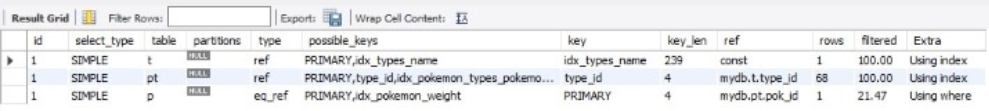 Result Grid Filter Rows: Export: Wrap Cell Content:
id select_type table partitions type possible_keys key key_len ref rows filtered Extra
1 SIMPLE t NULL ref PRIMARY,idx_types_name idx_types_name 239 const 1 100.00 Using index
1 SIMPLE pt NULL ref PRIMARY,type_id,idx_pokemon_types_pokemo... type_id 4 mydb.t.type_id 68 100.00 Using index
1 SIMPLE p NULL eq_ref PRIMARY,idx_pokemon_weight PRIMARY 4 mydb.pt.pok_id 1 21.47 Using where